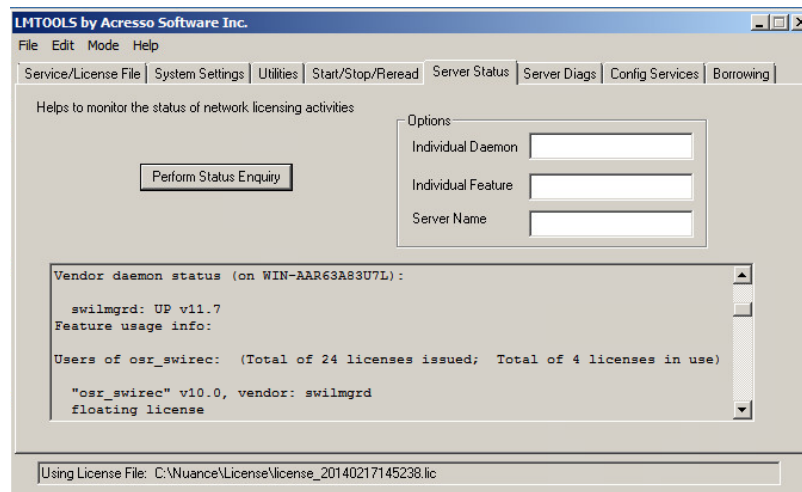 LMTOOLS by Acresso Software Inc.
File Edit Mode Help
Service/License File System Settings Utilities Start/Stop/Reread Server Status Server Diags Config Services Borrowing
Helps to monitor the status of network licensing activities
Options
Individual Daemon
Perform Status Enquiry
Individual Feature
Server Name
Vendor daemon status (on WIN-AAR63A83U7L):
swilmgrd: UP v11.7
Feature usage info:
Users of osr_swirec: (Total of 24 licenses issued; Total of 4 licenses in use)
"osr_swirec" v10.0, vendor: swilmgrd
floating license
Using License File: C:\Nuance\License\license_20140217145238.lic